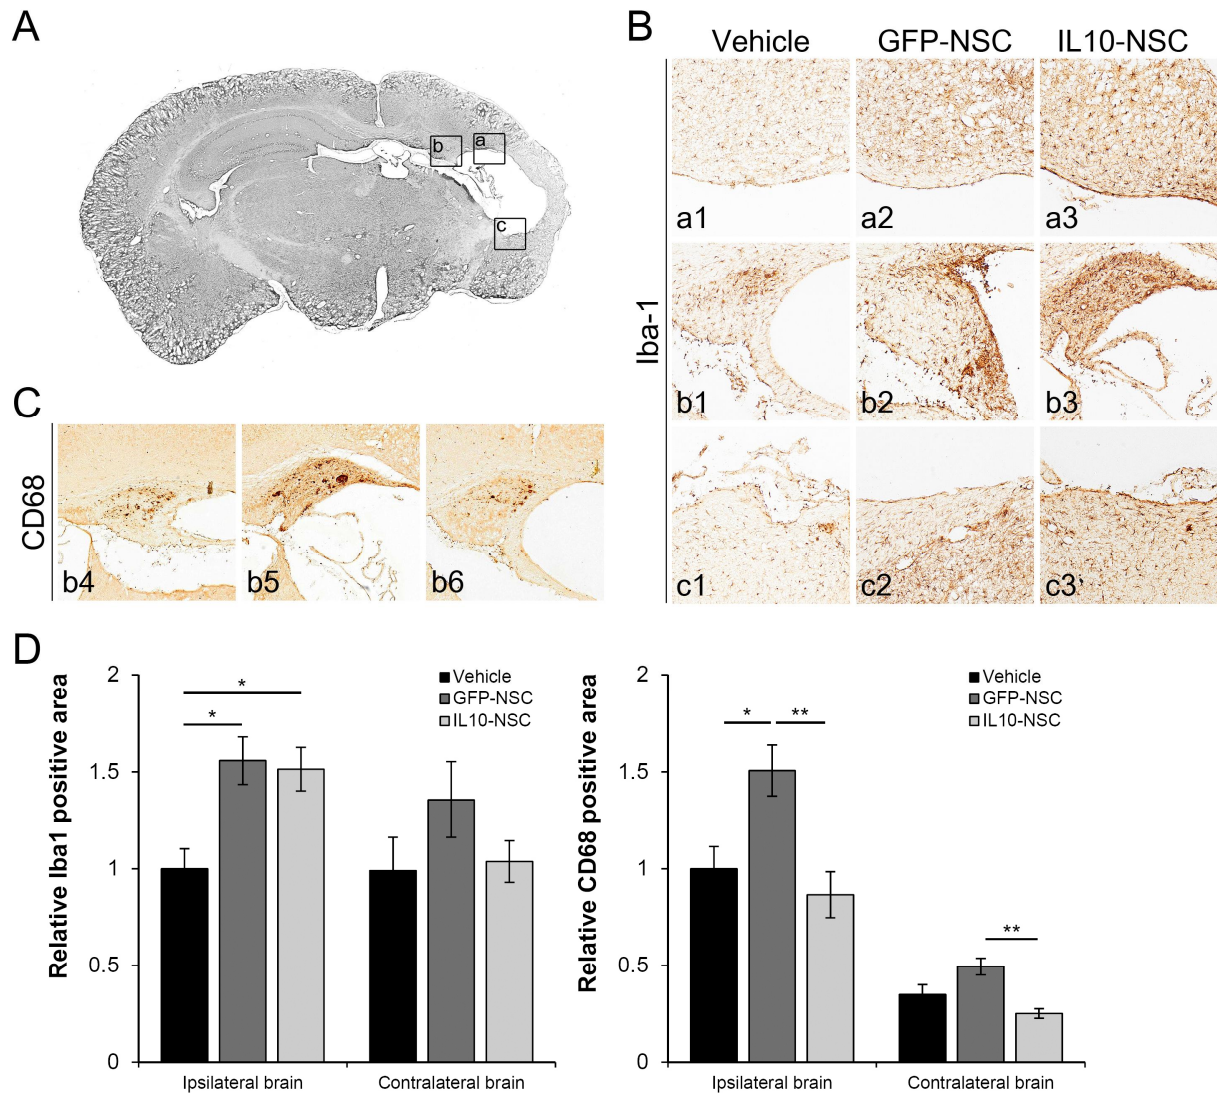 A
b
a
c
B
Vehicle GFP-NSC IL10-NSC
Iba-1
a1 a2 a3
b1 b2 b3
c1 c2 c3
C
CD68
b4 b5 b6
D
Relative Iba1 positive area
2
1.5
1
0.5
0
*
*
Vehicle
GFP-NSC
IL10-NSC
Ipsilateral brain Contralateral brain
Relative CD68 positive area
2
1.5
1
0.5
0
* **
**
Vehicle
GFP-NSC
IL10-NSC
Ipsilateral brain Contralateral brain